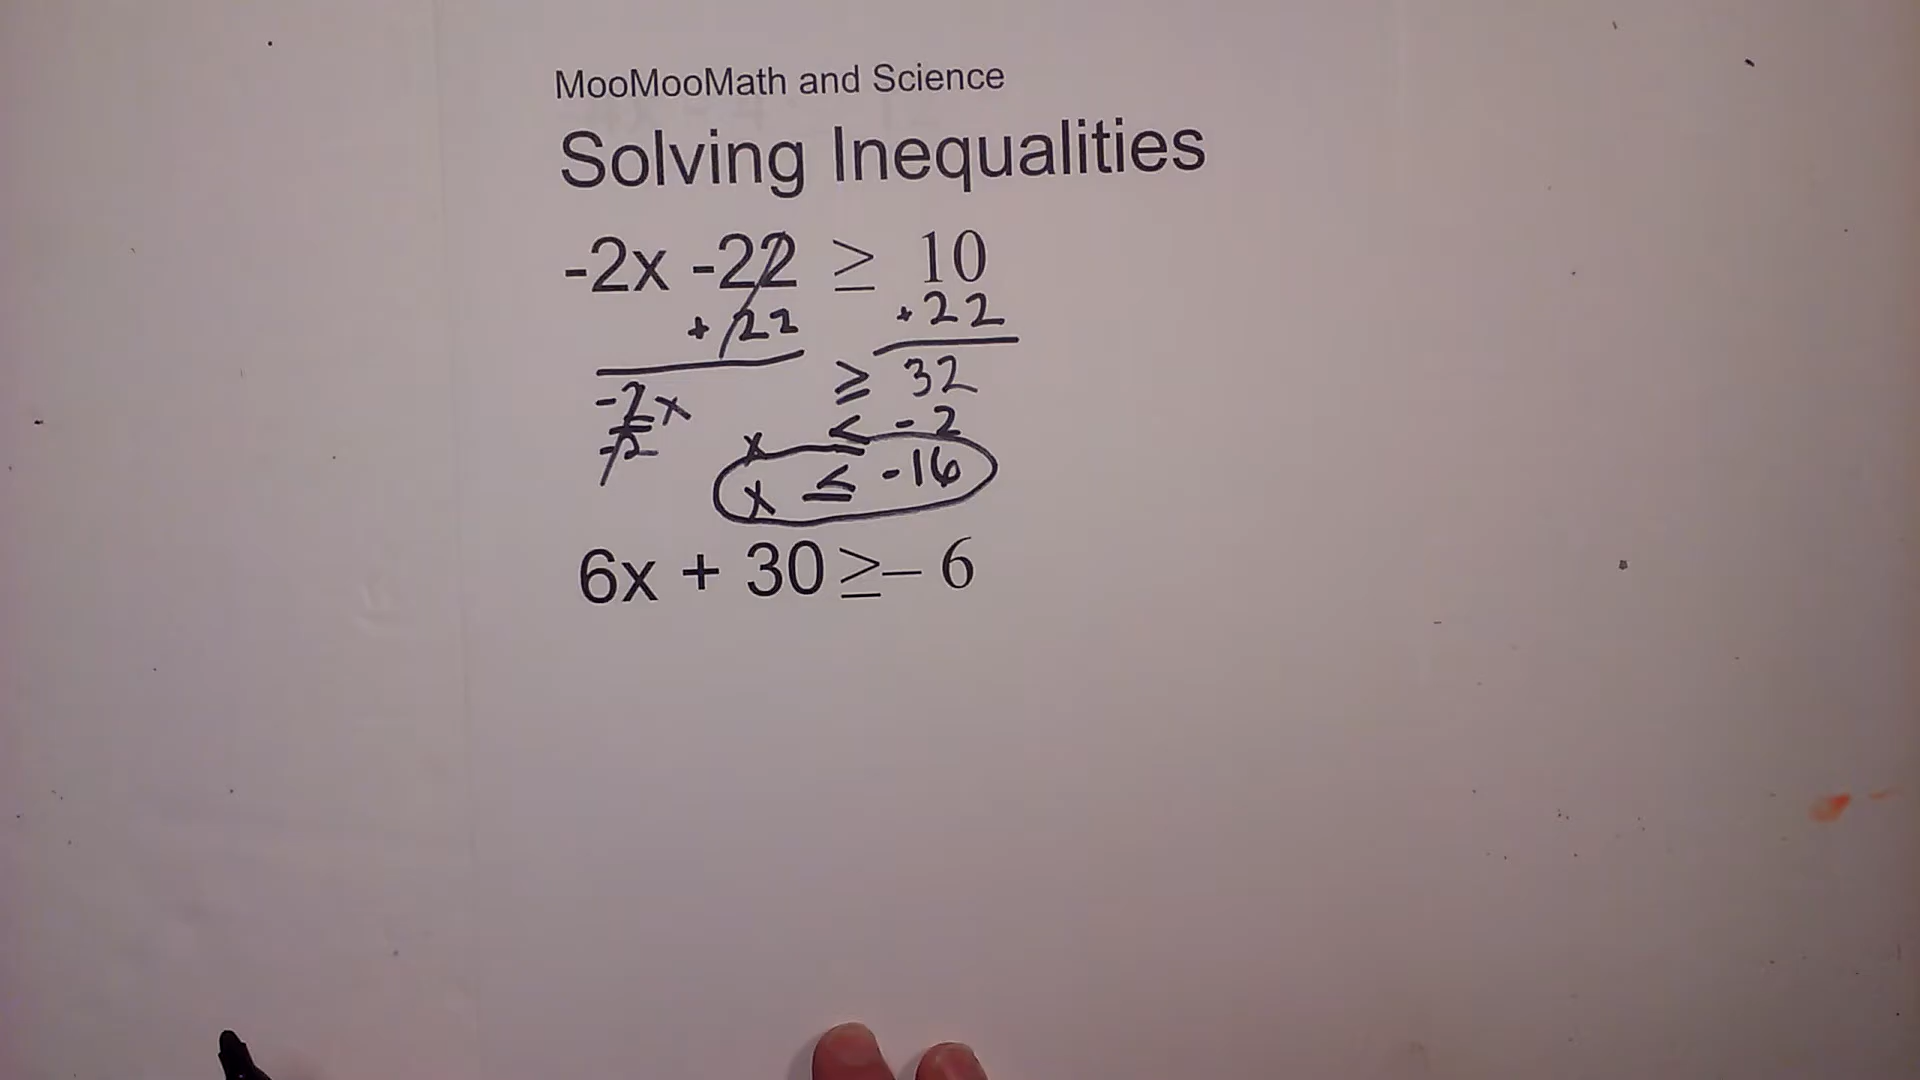 MooMooMath and Science
Solving Inequalities
-2x -22 ≥ 10
+ 22 + 22
-2x ≥ 32
-2 - 2
x ≤
x ≤ -16
6x + 30 ≥ – 6